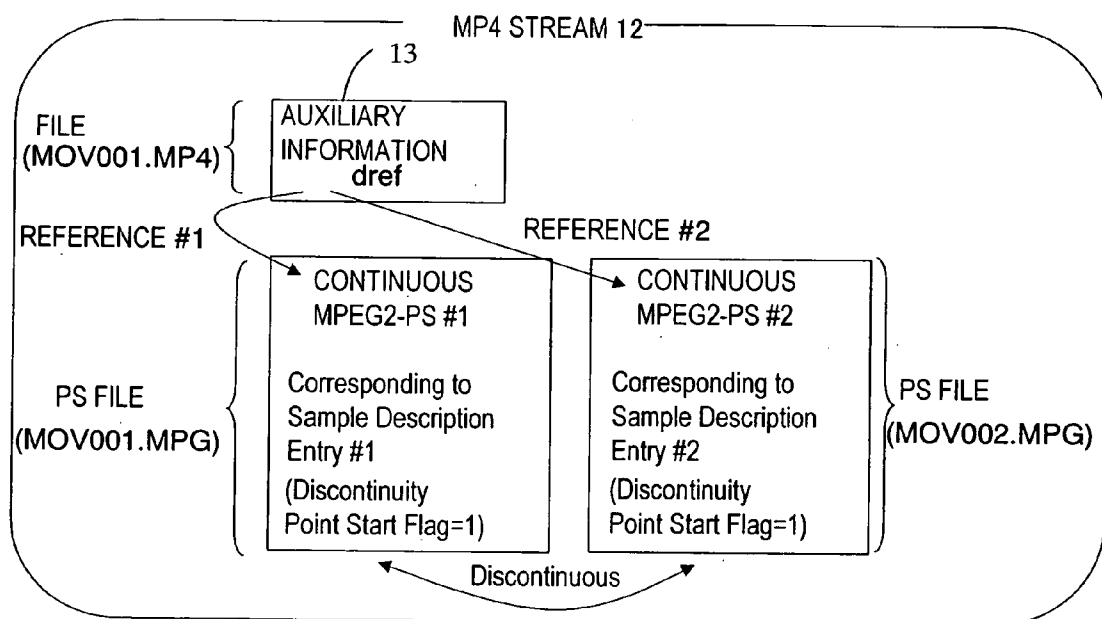 MP4 STREAM 12
13
FILE
(MOV001.MP4)
AUXILIARY
INFORMATION
dref
REFERENCE #1
REFERENCE #2
PS FILE
(MOV001.MPG)
CONTINUOUS
MPEG2-PS #1
Corresponding to
Sample Description
Entry #1
(Discontinuity
Point Start Flag=1)
CONTINUOUS
MPEG2-PS #2
Corresponding to
Sample Description
Entry #2
(Discontinuity
Point Start Flag=1)
PS FILE
(MOV002.MPG)
Discontinuous